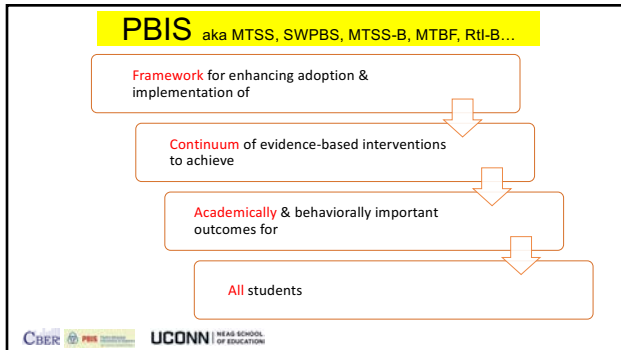 PBIS aka MTSS, SWPBS, MTSS-B, MTBF, RtI-B…
Framework for enhancing adoption &
implementation of
Continuum of evidence-based interventions
to achieve
Academically & behaviorally important
outcomes for
All students
CBER
PBIS
UCONN
NEAG SCHOOL
OF EDUCATION